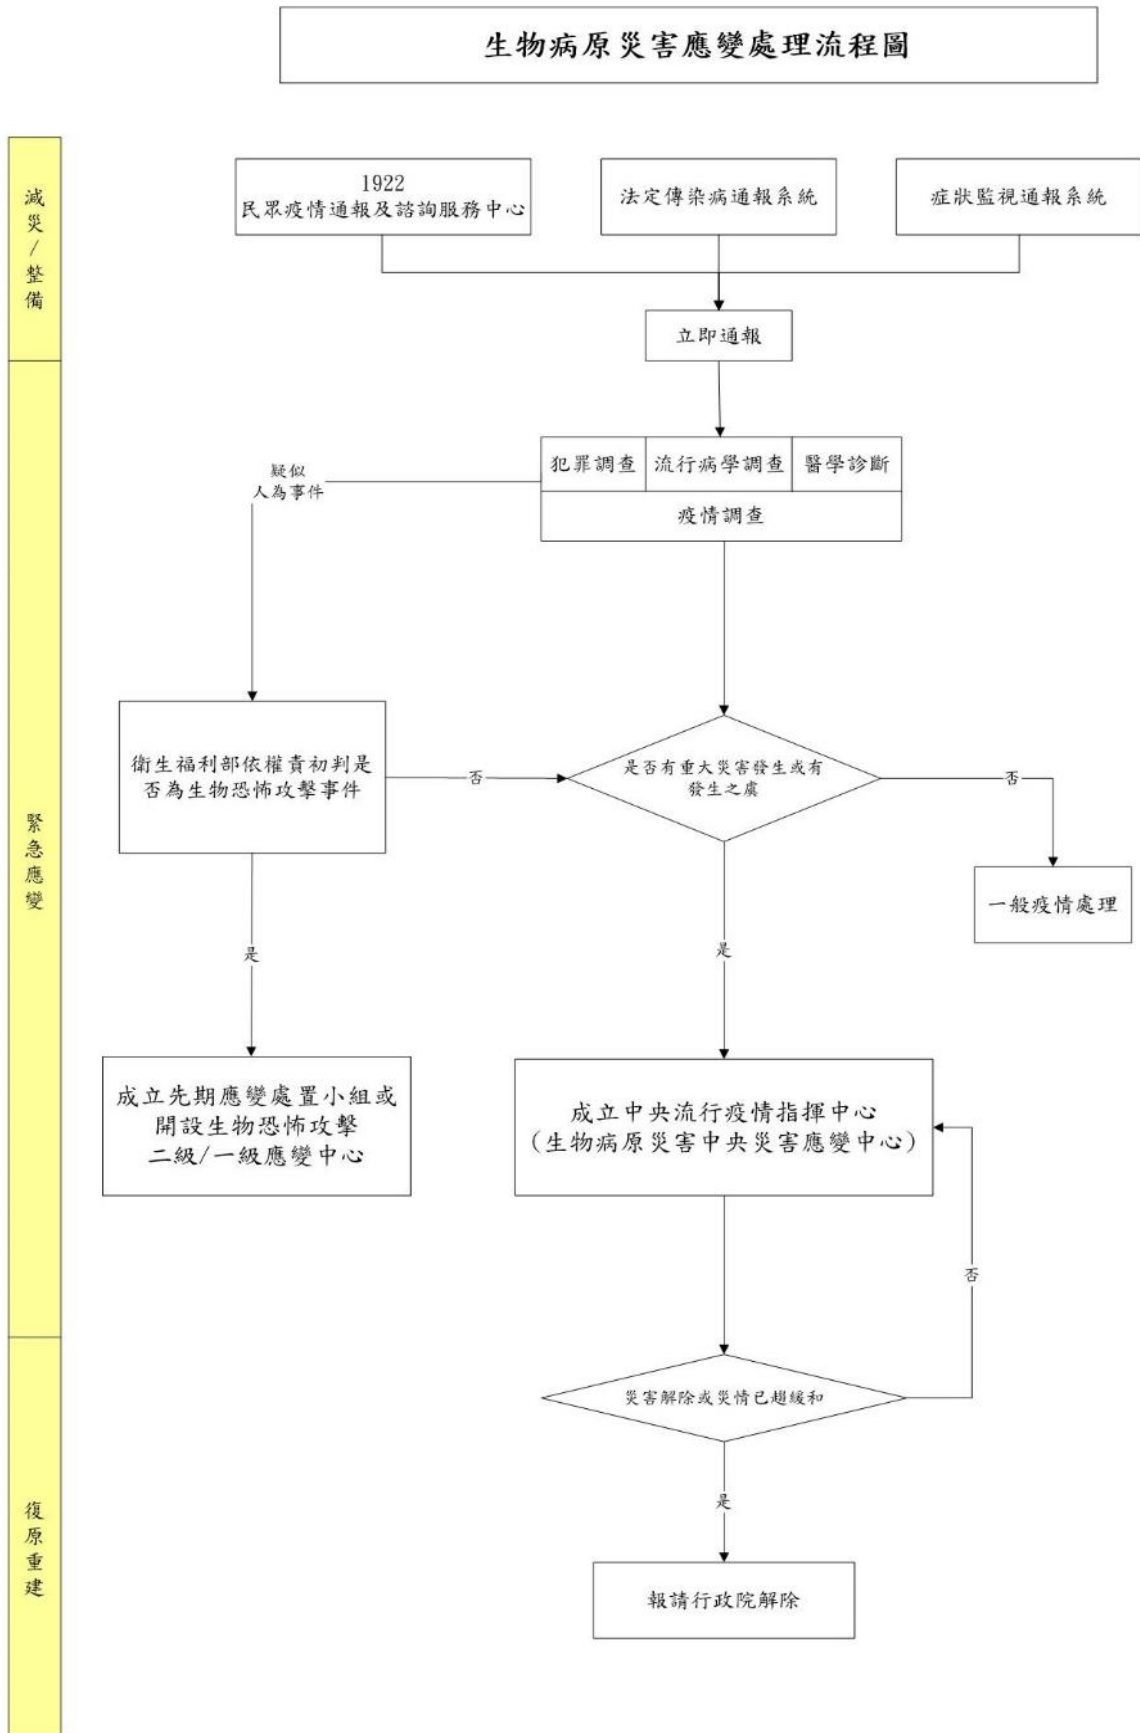 生物病原災害應變處理流程圖
減災/整備
1922
民眾疫情通報及諮詢服務中心
法定傳染病通報系統
症狀監視通報系統
立即通報
緊急應變
犯罪調查
流行病學調查
醫學診斷
疫情調查
疑似
人為事件
衛生福利部依權責初判是
否為生物恐怖攻擊事件
否
是否有重大災害發生或有
發生之虞
否
一般疫情處理
是
是
成立先期應變處置小組或
開設生物恐怖攻擊
二級/一級應變中心
成立中央流行疫情指揮中心
(生物病原災害中央災害應變中心)
否
復原重建
災害解除或災情已趨緩和
是
報請行政院解除